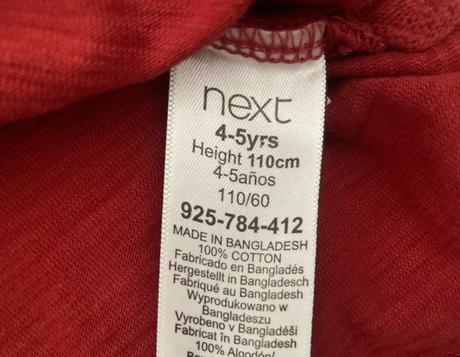 next
4-5yrs
Height 110cm
4-5años
110/60
925-784-412
MADE IN BANGLADESH
100% COTTON
Fabricado en Bangladés
Hergestellt in Bangladesch
Fabriqué au Bangladesh
Wyprodukowano w
Bangladeszu
Vyrobeno v Bangladéši
Fabricat în Bangladesh
100% Algodón/